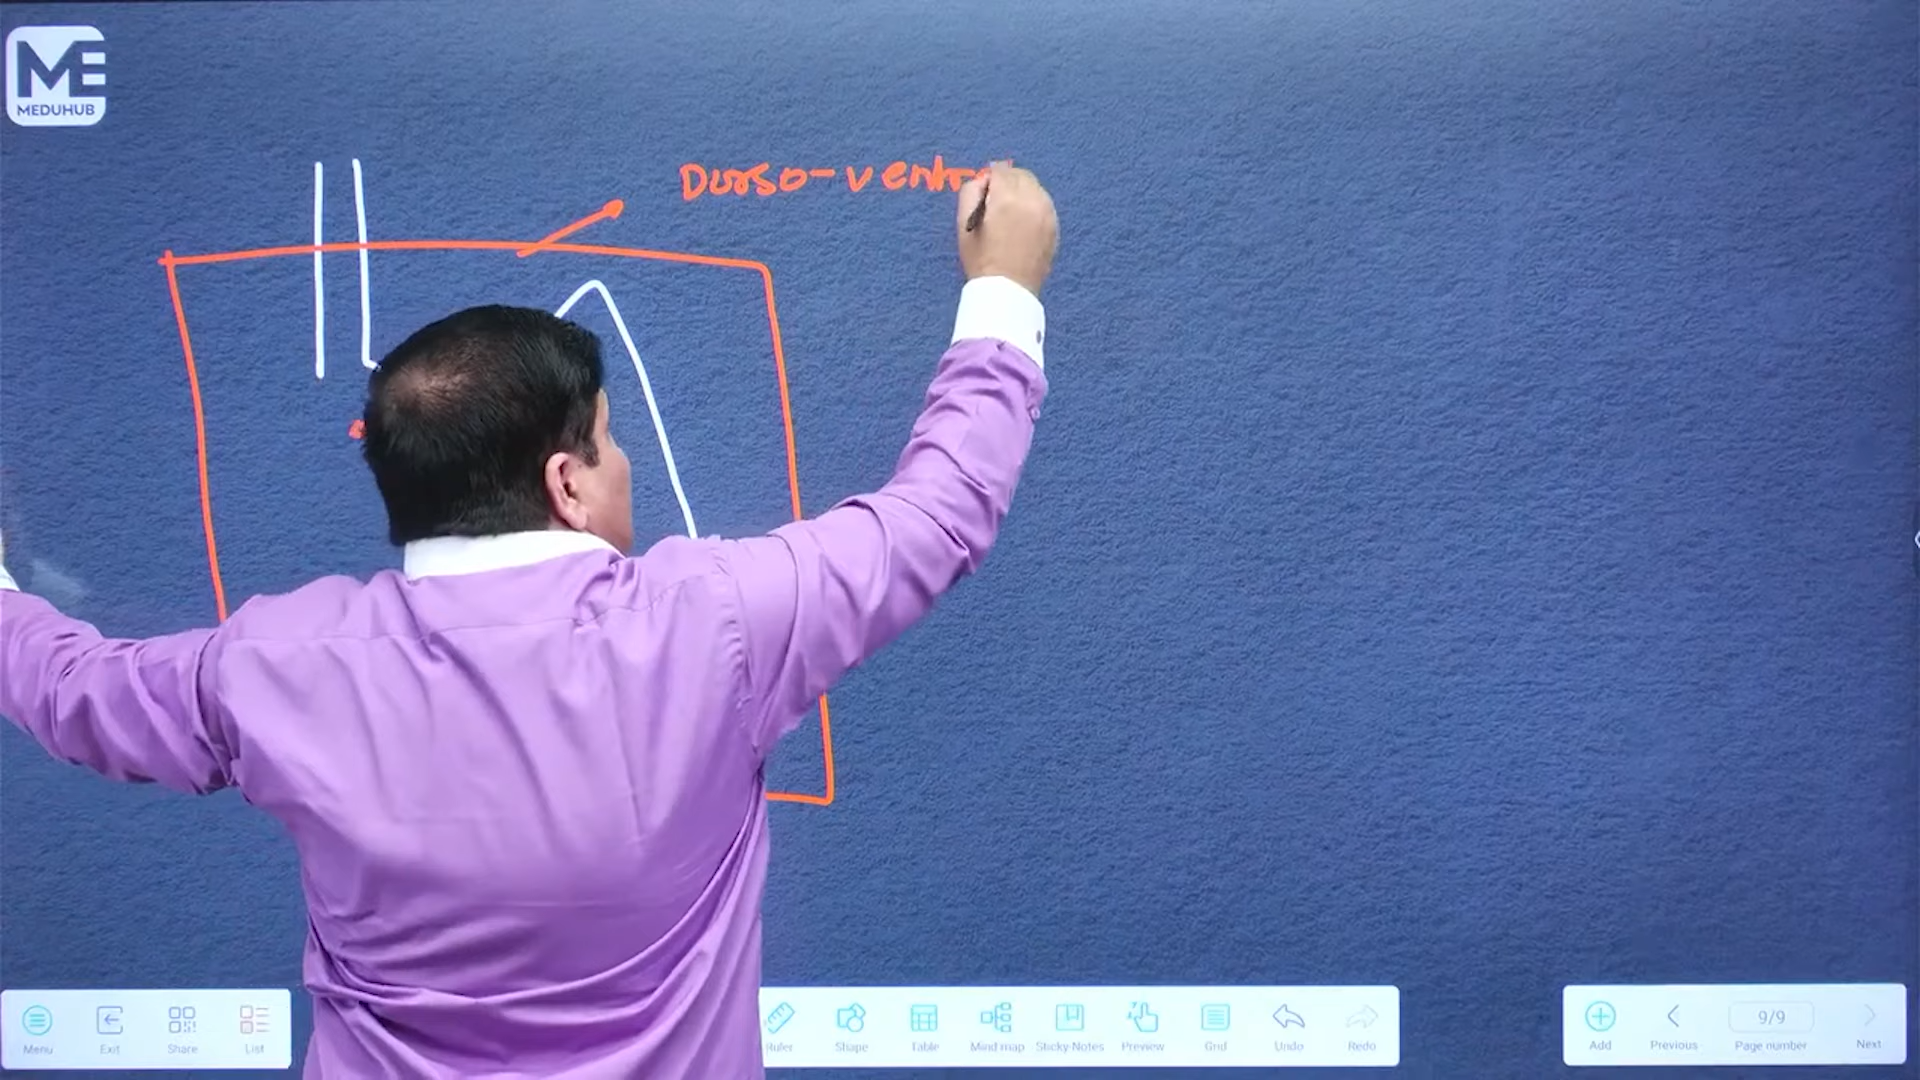 ME
MEDUHUB
Dorso-ventr
Menu
Exit
Share
List
Ruler
Shape
Table
Mind map
Sticky-Notes
Preview
Grid
Undo
Redo
Add
Previous
9/9
Page number
Next